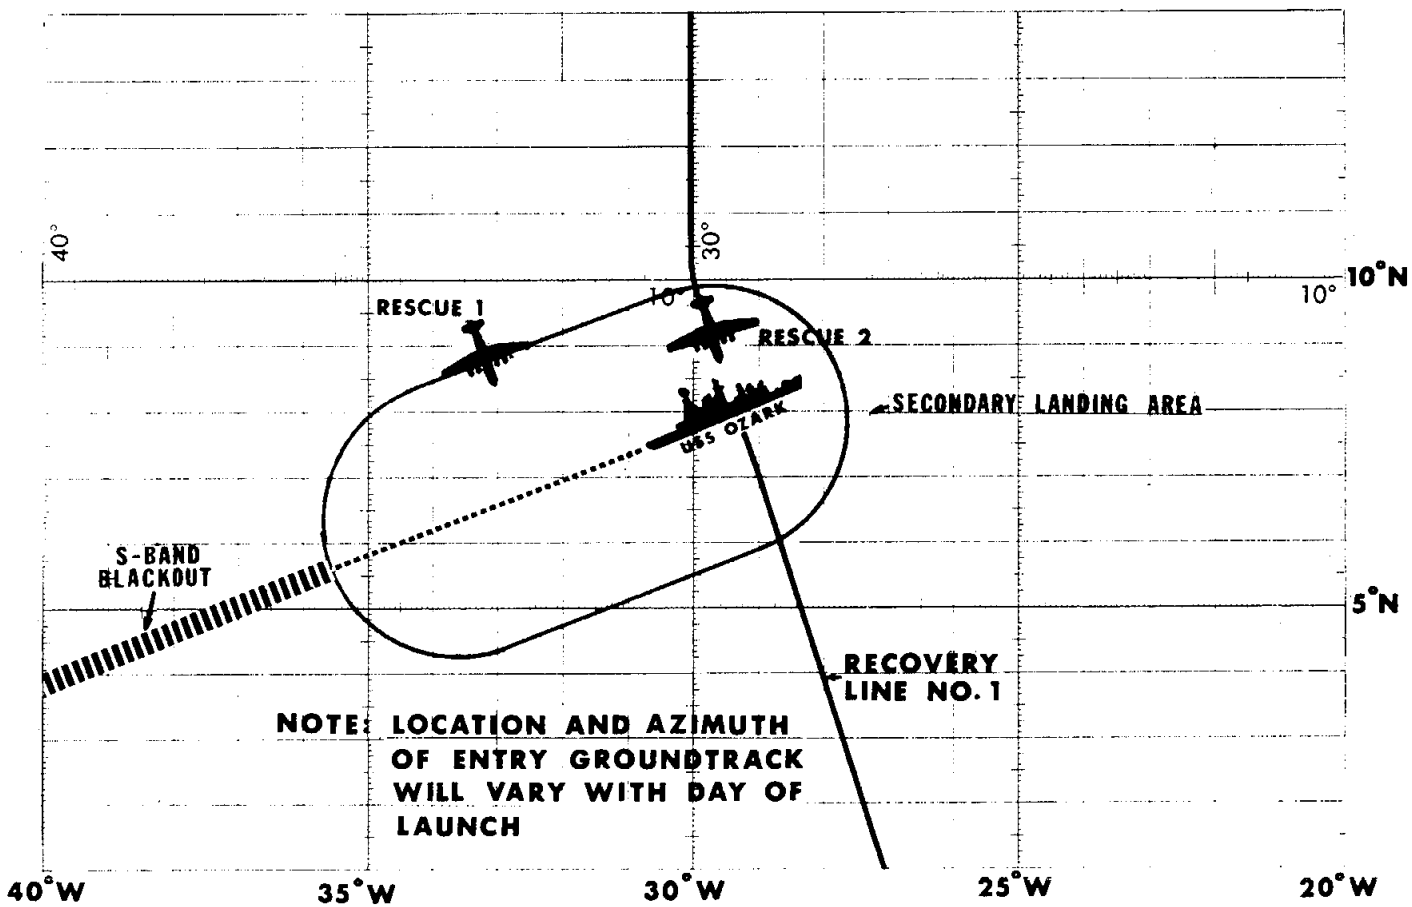 40°
30°
10°N
10°
10°
RESCUE 1
RESCUE 2
SECONDARY LANDING AREA
USS OZARK
S-BAND
BLACKOUT
5°N
RECOVERY
LINE NO. 1
NOTE: LOCATION AND AZIMUTH
OF ENTRY GROUNDTRACK
WILL VARY WITH DAY OF
LAUNCH
40°W
35°W
30°W
25°W
20°W